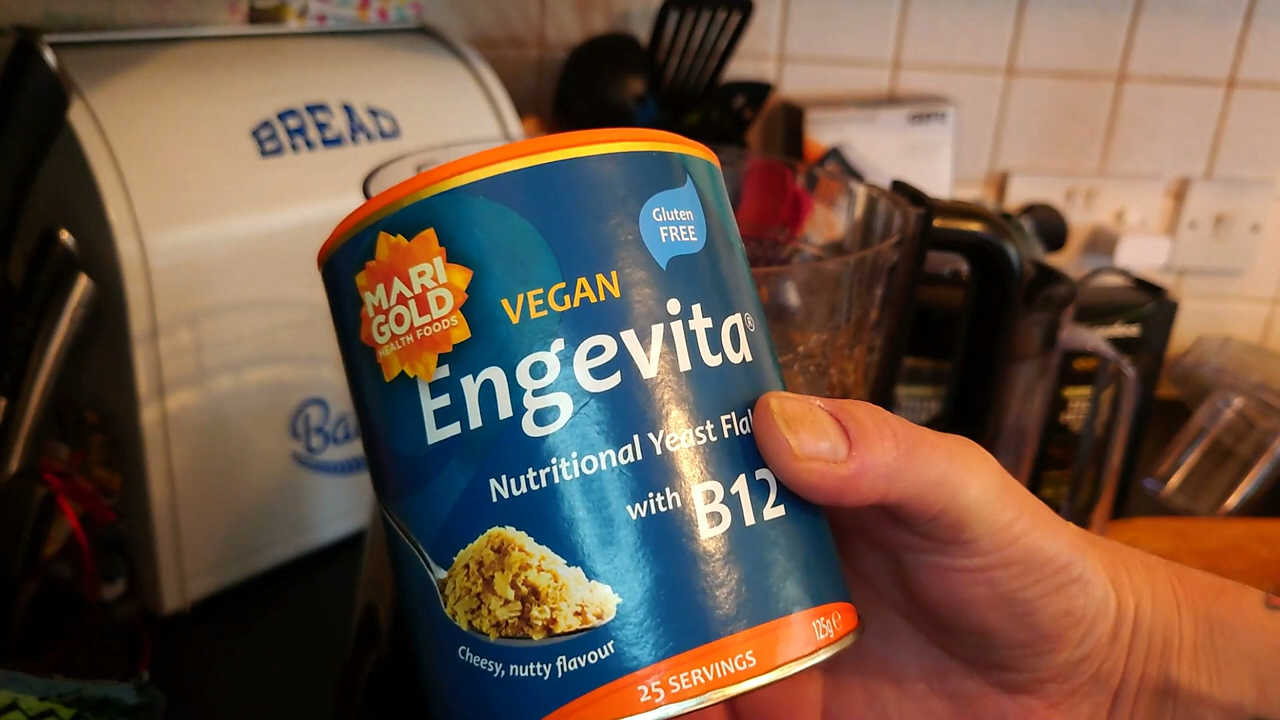 BREAD
Gluten
FREE
MARI
GOLD
HEALTH FOODS
VEGAN
Engevita®
Nutritional Yeast
with B12
Cheesy, nutty flavour
125g ℮
25 SERVINGS